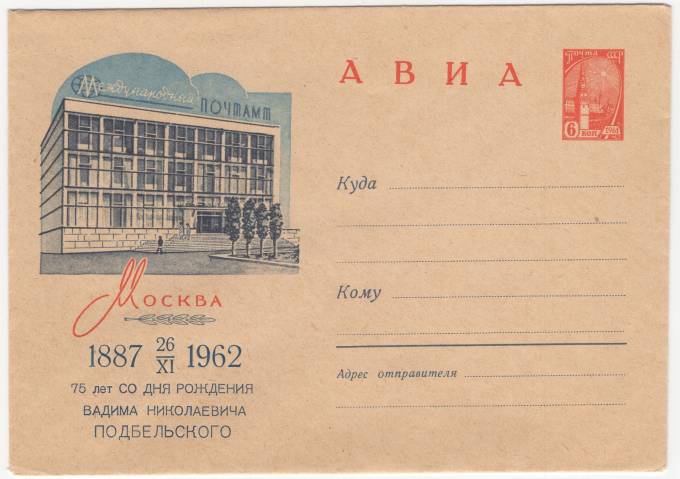 Международный
ПОЧТАМТ
Москва
1887 26/XI 1962
75 лет СО ДНЯ РОЖДЕНИЯ
ВАДИМА НИКОЛАЕВИЧА
ПОДБЕЛЬСКОГО
АВИА
ПОЧТА СССР
6 КОП 1961
Куда
Кому
Адрес отправителя